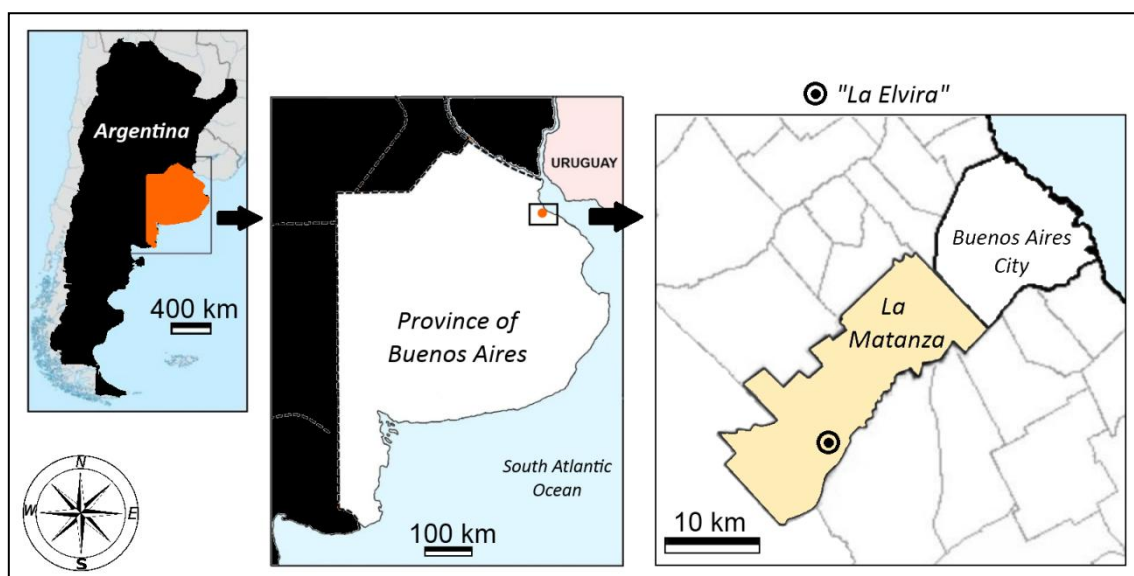 Argentina
400 km
N
W
E
S
URUGUAY
Province of
Buenos Aires
South Atlantic
Ocean
100 km
"La Elvira"
Buenos Aires
City
La
Matanza
10 km